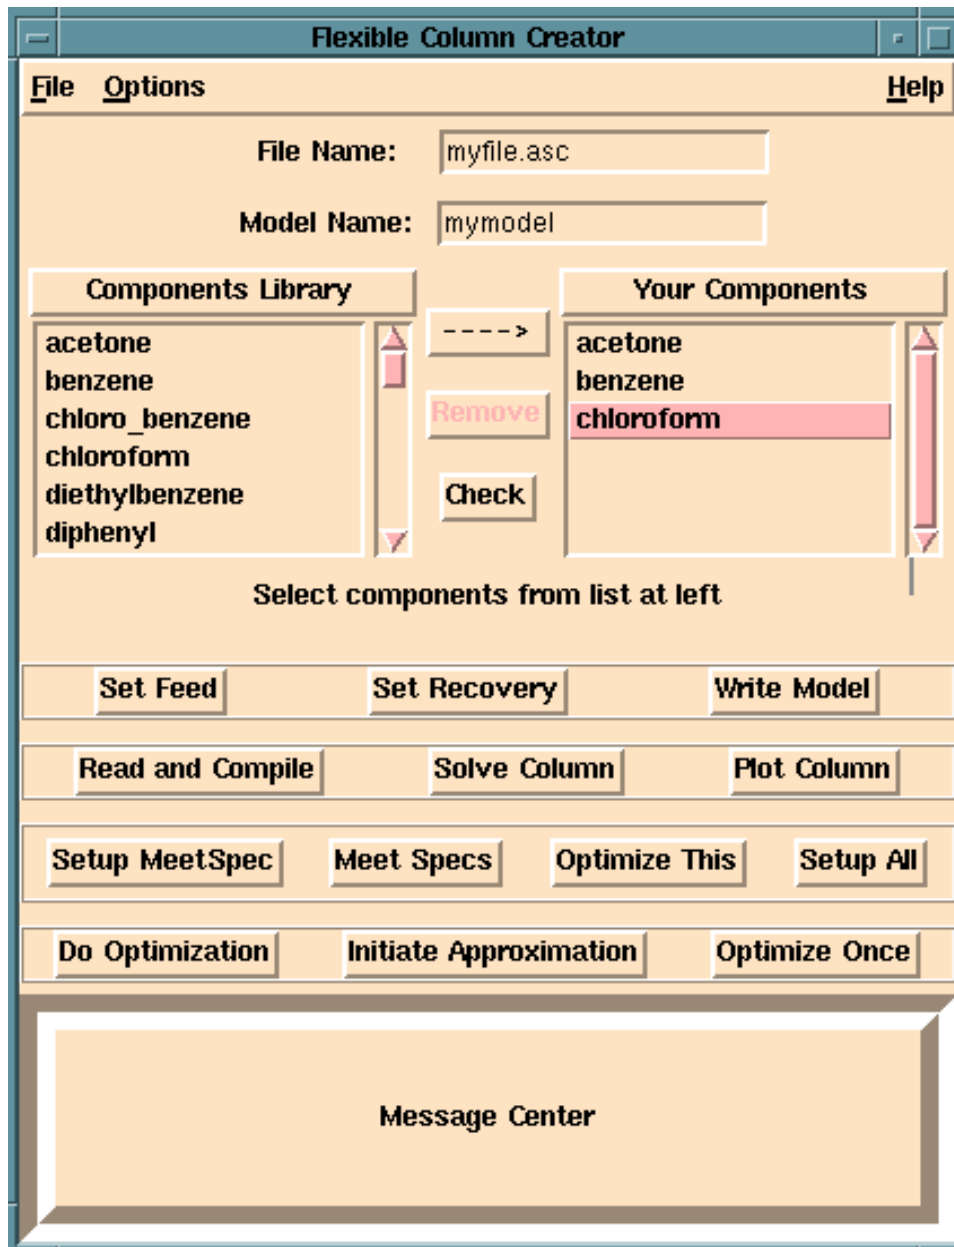 Flexible Column Creator
File Options Help
File Name: myfile.asc
Model Name: mymodel
Components Library Your Components
---->
acetone acetone
benzene benzene
Remove
chloro_benzene chloroform
chloroform
Check
diethylbenzene
diphenyl
Select components from list at left
Set Feed Set Recovery Write Model
Read and Compile Solve Column Plot Column
Setup MeetSpec Meet Specs Optimize This Setup All
Do Optimization Initiate Approximation Optimize Once
Message Center